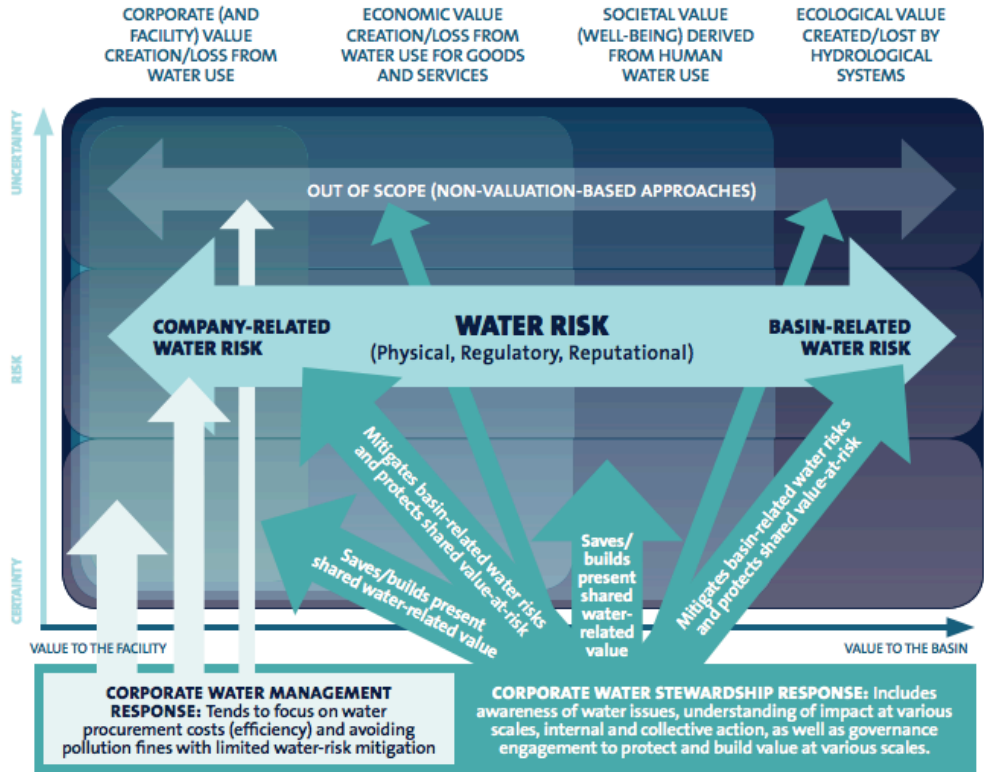 CORPORATE (AND
FACILITY) VALUE
CREATION/LOSS FROM
WATER USE
ECONOMIC VALUE
CREATION/LOSS FROM
WATER USE FOR GOODS
AND SERVICES
SOCIETAL VALUE
(WELL-BEING) DERIVED
FROM HUMAN
WATER USE
ECOLOGICAL VALUE
CREATED/LOST BY
HYDROLOGICAL
SYSTEMS
UNCERTAINTY
OUT OF SCOPE (NON-VALUATION-BASED APPROACHES)
RISK
COMPANY-RELATED
WATER RISK
WATER RISK
(Physical, Regulatory, Reputational)
BASIN-RELATED
WATER RISK
Mitigates basin-related water risks
and protects shared value-at-risk
Mitigates basin-related water risks
and protects shared value-at-risk
Saves/builds present
shared water-related value
Saves/
builds
present
shared
water-
related
value
CERTAINTY
VALUE TO THE FACILITY
VALUE TO THE BASIN
CORPORATE WATER MANAGEMENT
RESPONSE: Tends to focus on water
procurement costs (efficiency) and avoiding
pollution fines with limited water-risk mitigation
CORPORATE WATER STEWARDSHIP RESPONSE: Includes
awareness of water issues, understanding of impact at various
scales, internal and collective action, as well as governance
engagement to protect and build value at various scales.